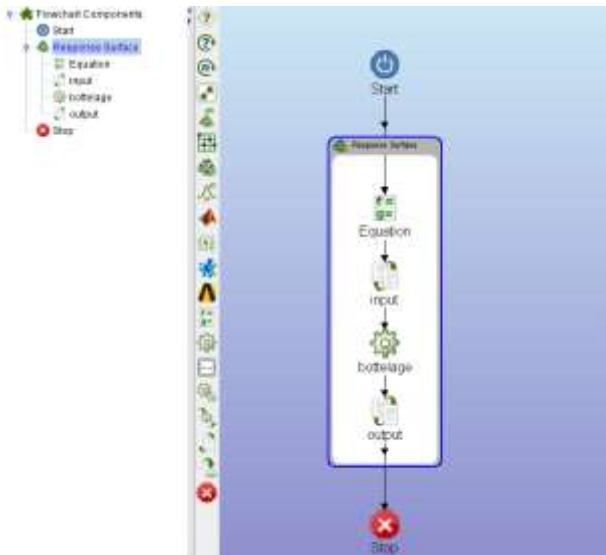 Flowchart Components
Start
Response Surface
Equation
input
bottelage
output
Stop
Start
Response Surface
f =
g=
Equation
input
bottelage
output
Stop